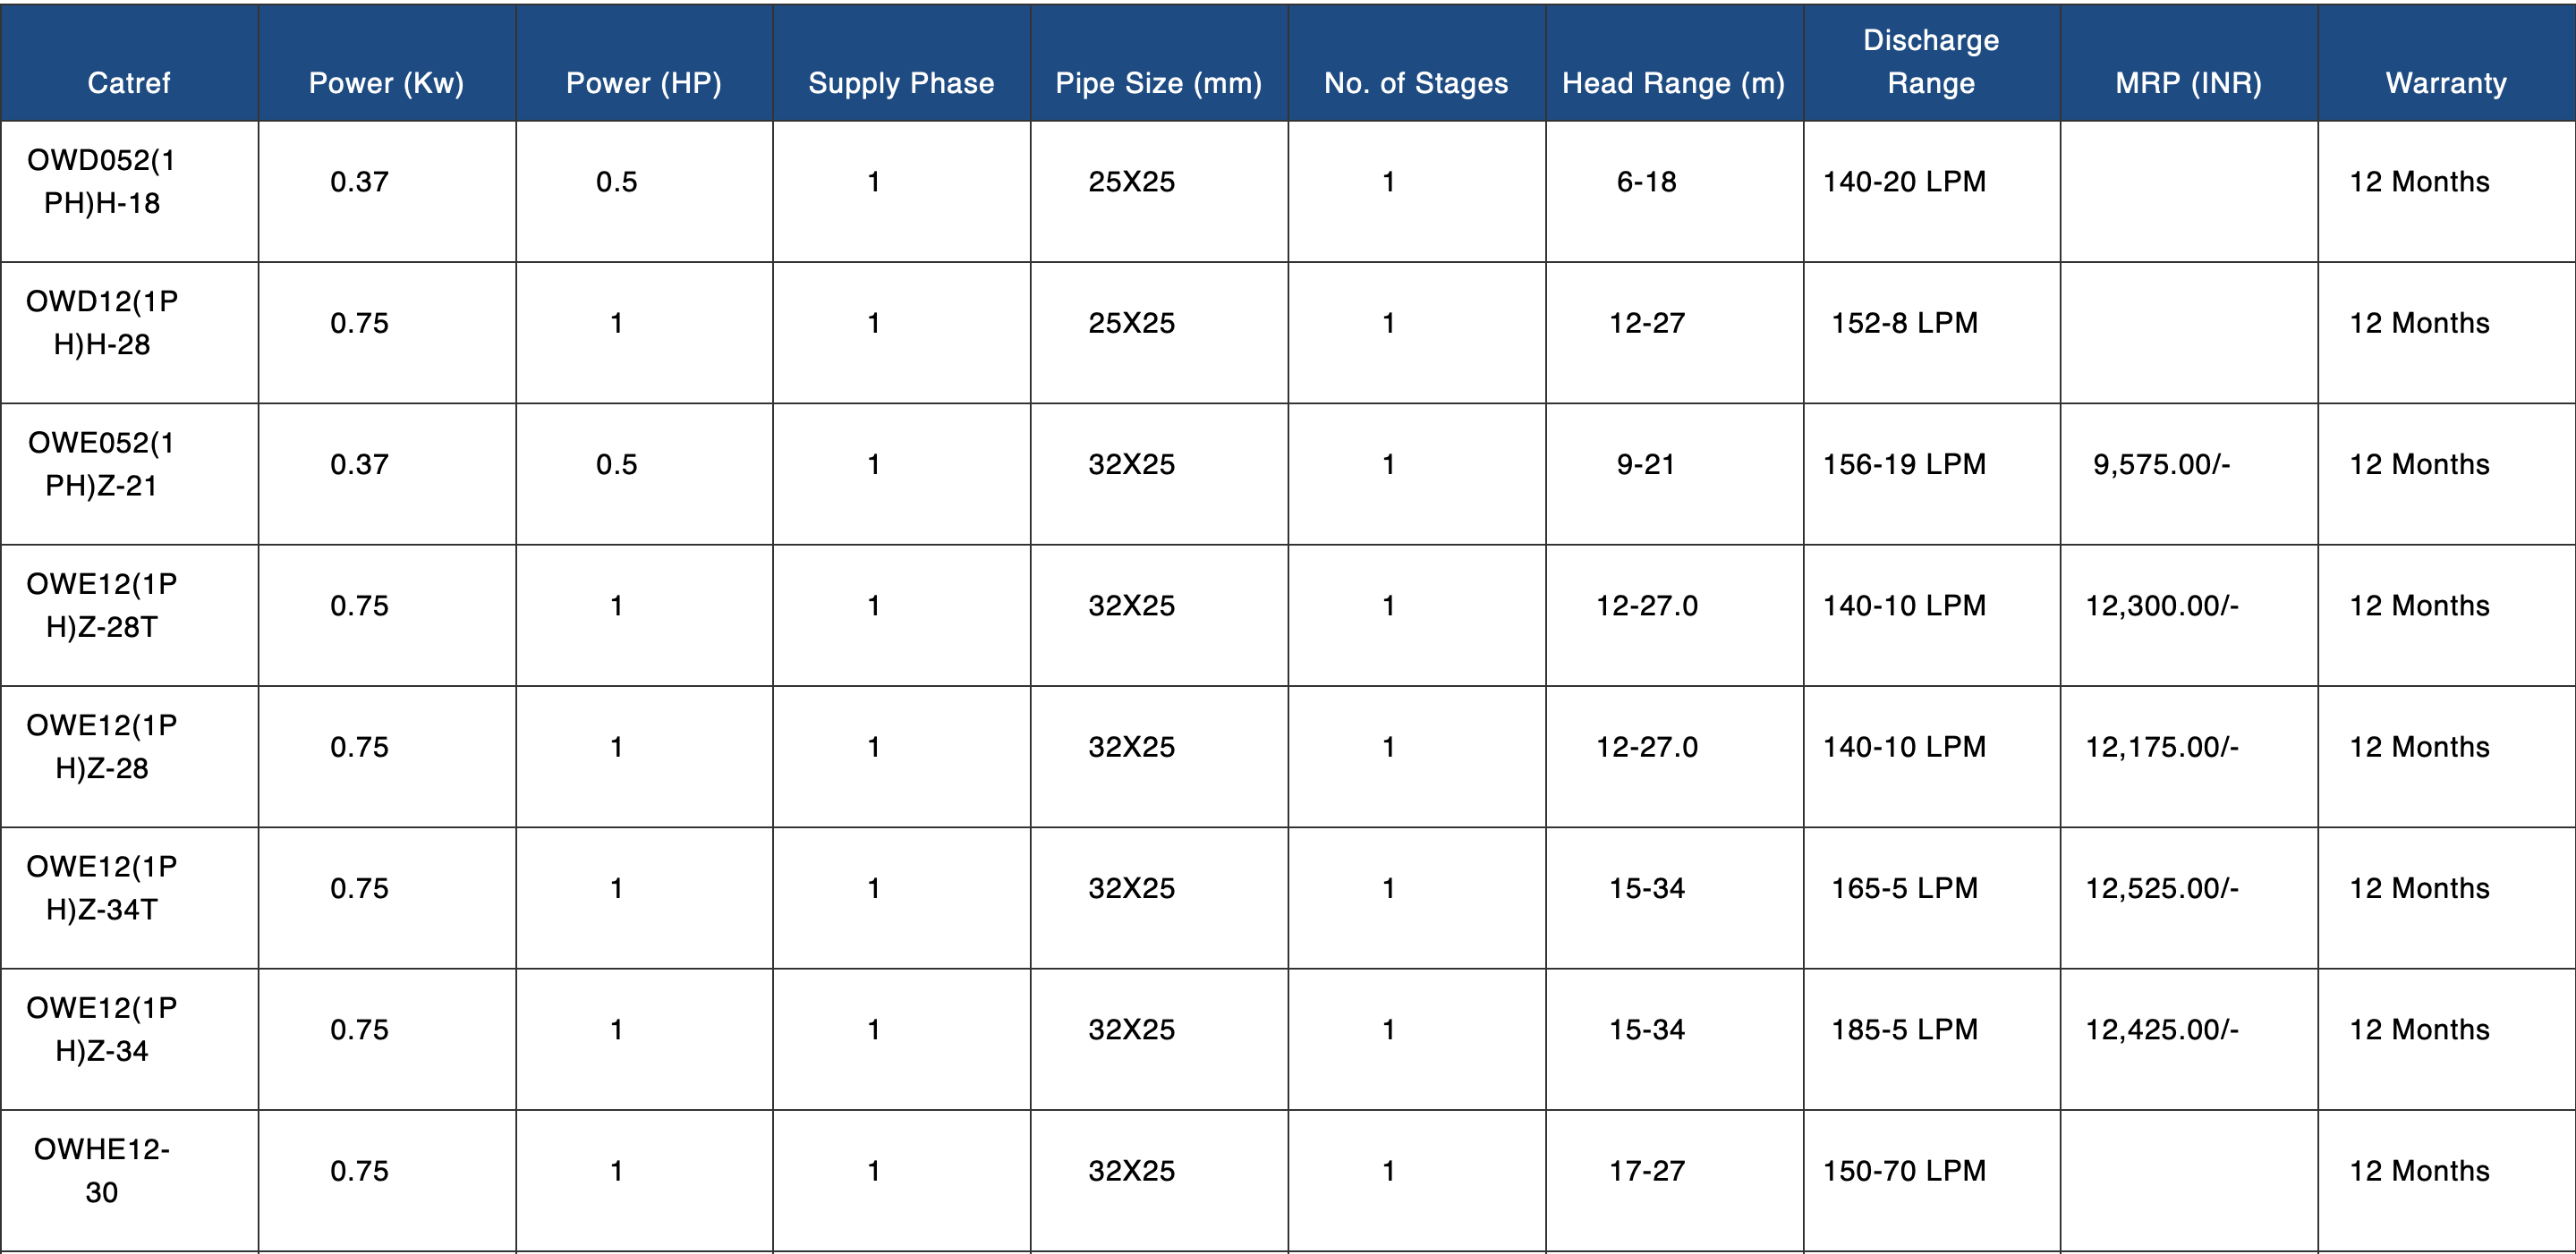 Catref Power (Kw) Power (HP) Supply Phase Pipe Size (mm) No. of Stages Head Range (m) Discharge Range MRP (INR) Warranty
OWD052(1PH)H-18 0.37 0.5 1 25X25 1 6-18 140-20 LPM 12 Months
OWD12(1PH)H-28 0.75 1 1 25X25 1 12-27 152-8 LPM 12 Months
OWE052(1PH)Z-21 0.37 0.5 1 32X25 1 9-21 156-19 LPM 9,575.00/- 12 Months
OWE12(1PH)Z-28T 0.75 1 1 32X25 1 12-27.0 140-10 LPM 12,300.00/- 12 Months
OWE12(1PH)Z-28 0.75 1 1 32X25 1 12-27.0 140-10 LPM 12,175.00/- 12 Months
OWE12(1PH)Z-34T 0.75 1 1 32X25 1 15-34 165-5 LPM 12,525.00/- 12 Months
OWE12(1PH)Z-34 0.75 1 1 32X25 1 15-34 185-5 LPM 12,425.00/- 12 Months
OWHE12-30 0.75 1 1 32X25 1 17-27 150-70 LPM 12 Months